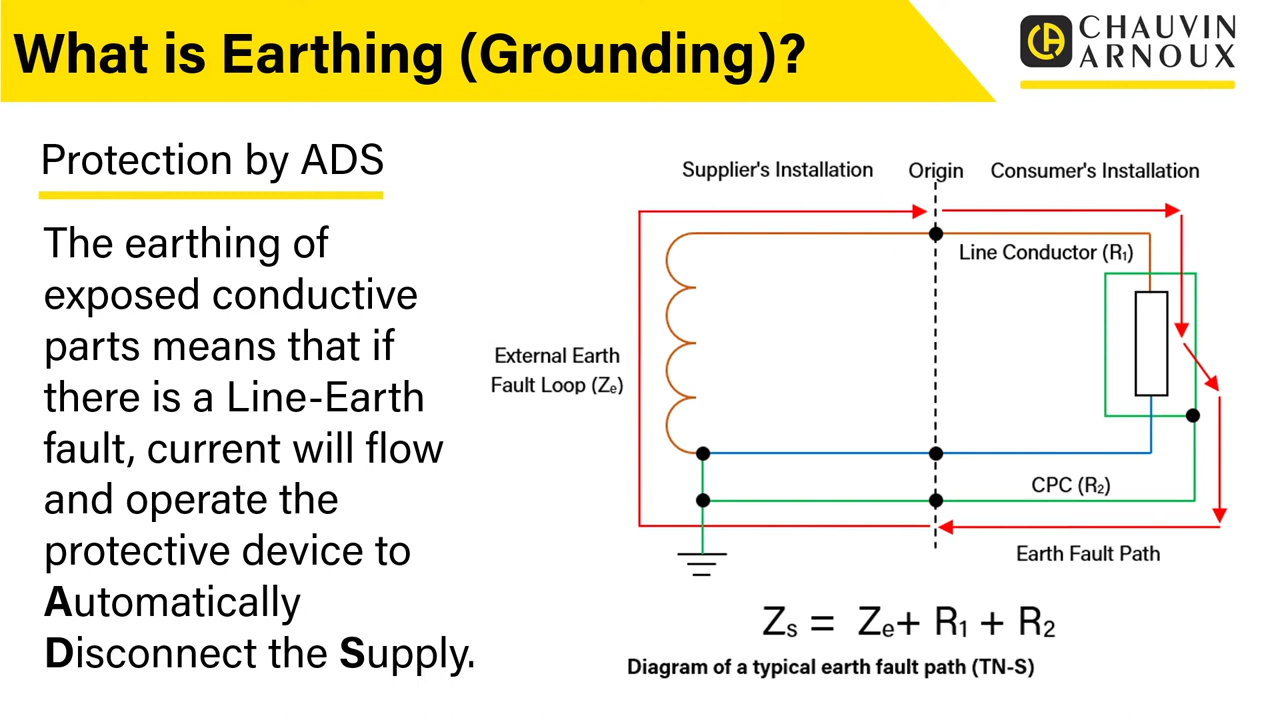 What is Earthing (Grounding)?
CHAUVIN
ARNOUX
Protection by ADS
The earthing of
exposed conductive
parts means that if
there is a Line-Earth
fault, current will flow
and operate the
protective device to
Automatically
Disconnect the Supply.
Supplier's Installation
Origin
Consumer's Installation
Line Conductor (R₁)
External Earth
Fault Loop (Zₑ)
CPC (R₂)
Earth Fault Path
Zₛ = Zₑ+ R₁ + R₂
Diagram of a typical earth fault path (TN-S)